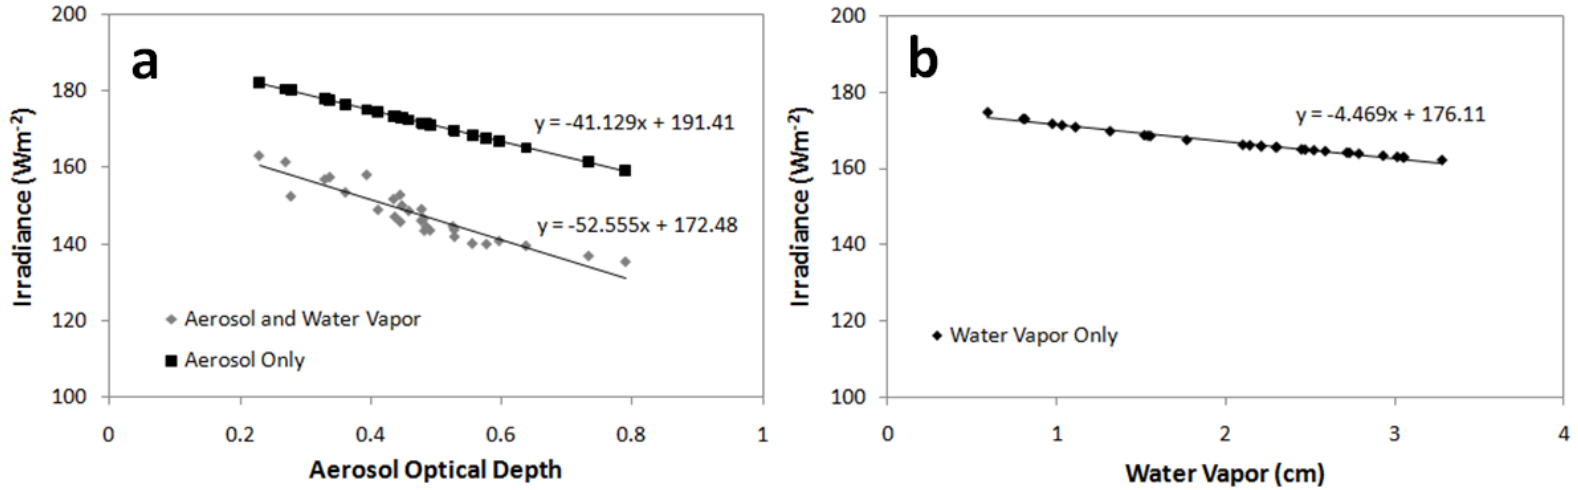 a
200
180
160
140
120
100
Irradiance (Wm-2)
y = -41.129x + 191.41
y = -52.555x + 172.48
Aerosol and Water Vapor
Aerosol Only
0 0.2 0.4 0.6 0.8 1
Aerosol Optical Depth
b
200
180
160
140
120
100
Irradiance (Wm-2)
y = -4.469x + 176.11
Water Vapor Only
0 1 2 3 4
Water Vapor (cm)